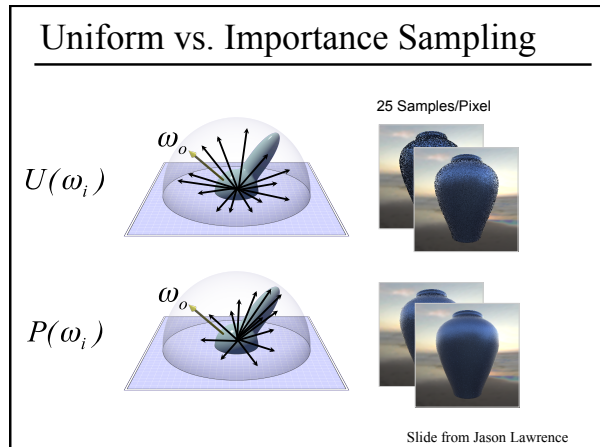 Uniform vs. Importance Sampling
25 Samples/Pixel
ω_o
U(ω_i)
ω_o
P(ω_i)
Slide from Jason Lawrence